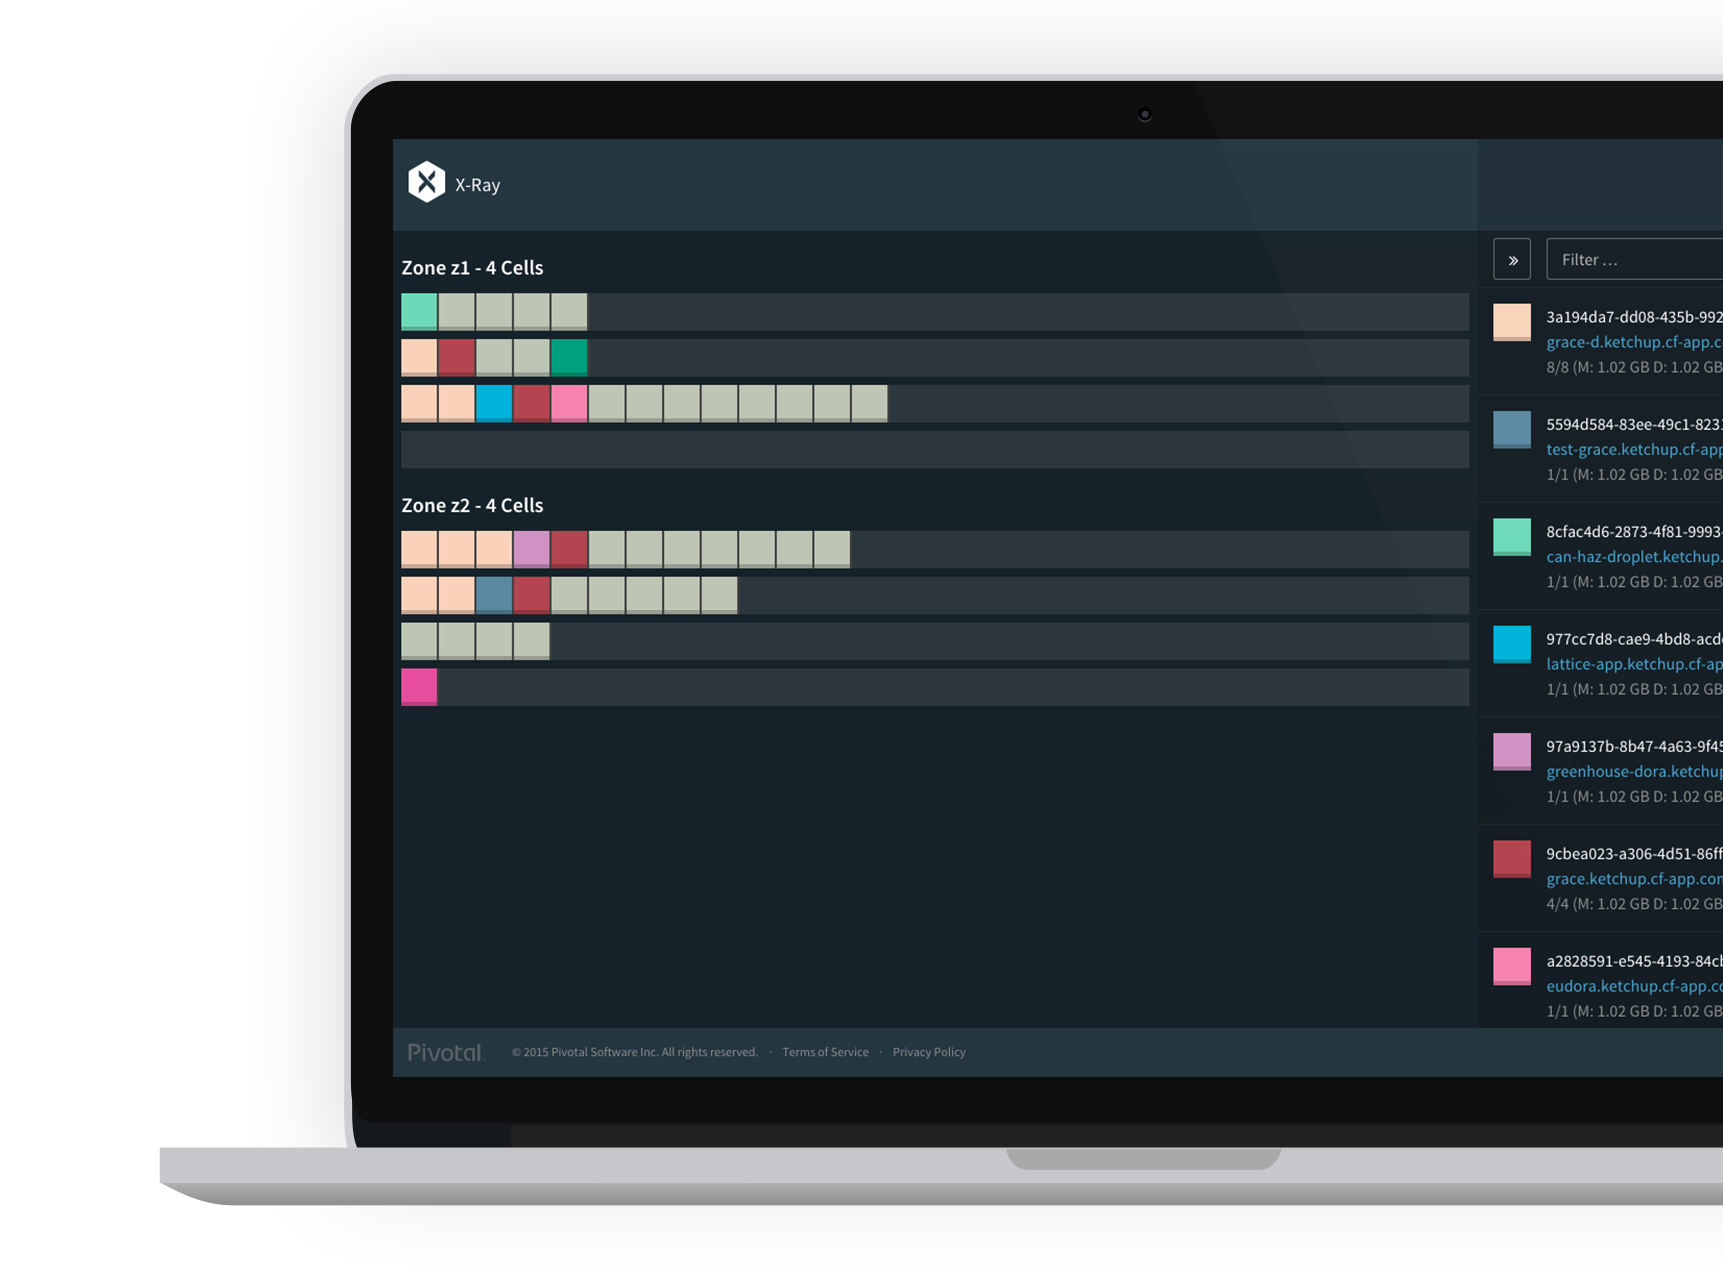 X-Ray
Zone z1 - 4 Cells
Zone z2 - 4 Cells
» Filter …
3a194da7-dd08-435b-992
grace-d.ketchup.cf-app.c
8/8 (M: 1.02 GB D: 1.02 GB
5594d584-83ee-49c1-823
test-grace.ketchup.cf-app
1/1 (M: 1.02 GB D: 1.02 GB
8cfac4d6-2873-4f81-9993-
can-haz-droplet.ketchup.
1/1 (M: 1.02 GB D: 1.02 GB
977cc7d8-cae9-4bd8-acd
lattice-app.ketchup.cf-ap
1/1 (M: 1.02 GB D: 1.02 GB
97a9137b-8b47-4a63-9f45
greenhouse-dora.ketchup
1/1 (M: 1.02 GB D: 1.02 GB
9cbea023-a306-4d51-86ff
grace.ketchup.cf-app.con
4/4 (M: 1.02 GB D: 1.02 GB
a2828591-e545-4193-84cb
eudora.ketchup.cf-app.co
1/1 (M: 1.02 GB D: 1.02 GB
Pivotal © 2015 Pivotal Software Inc. All rights reserved. · Terms of Service · Privacy Policy